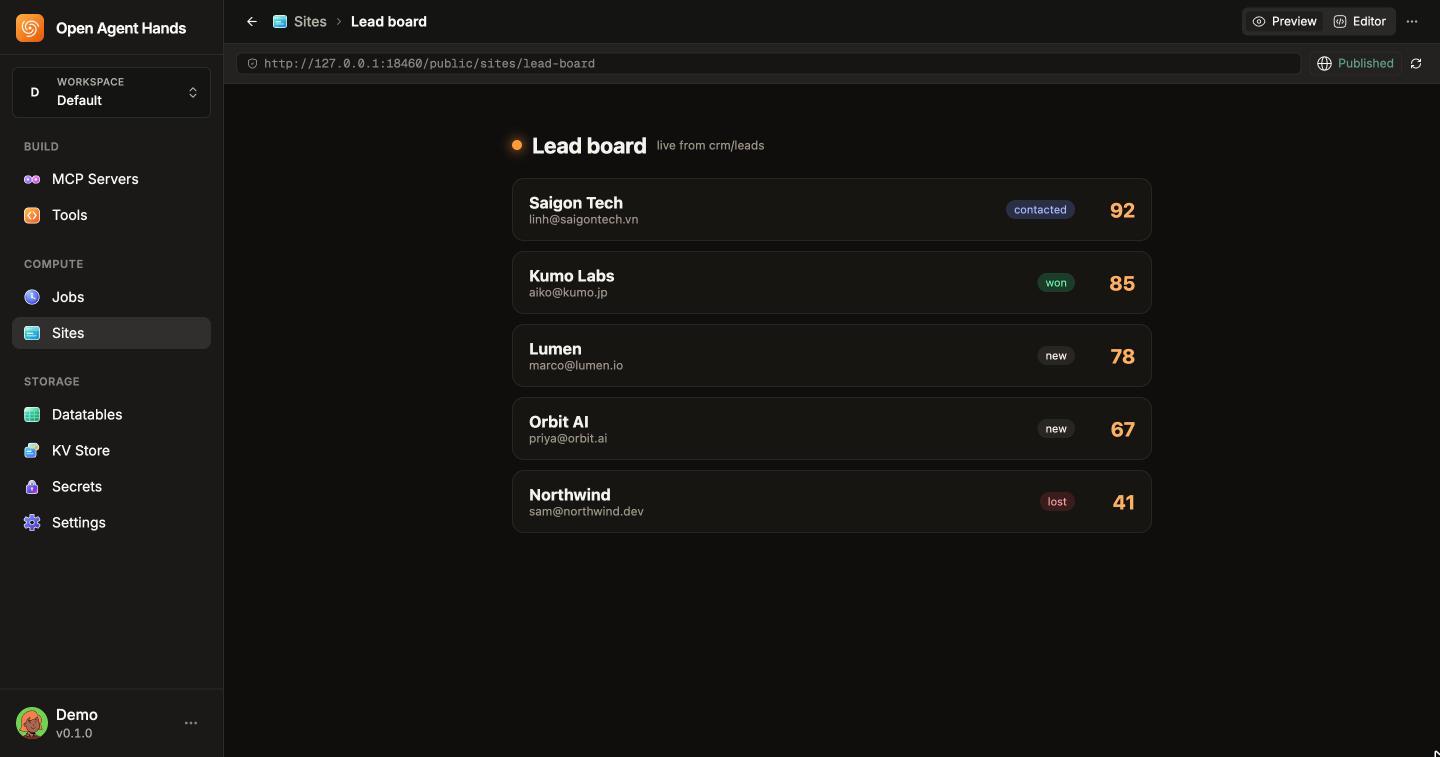 Open Agent Hands
D
WORKSPACE
Default
BUILD
MCP Servers
Tools
COMPUTE
Jobs
Sites
STORAGE
Datatables
KV Store
Secrets
Settings
Demo
v0.1.0
Sites
Lead board
Preview
Editor
http://127.0.0.1:18460/public/sites/lead-board
Published
Lead board live from crm/leads
Saigon Tech
linh@saigontech.vn
contacted
92
Kumo Labs
aiko@kumo.jp
won
85
Lumen
marco@lumen.io
new
78
Orbit AI
priya@orbit.ai
new
67
Northwind
sam@northwind.dev
lost
41